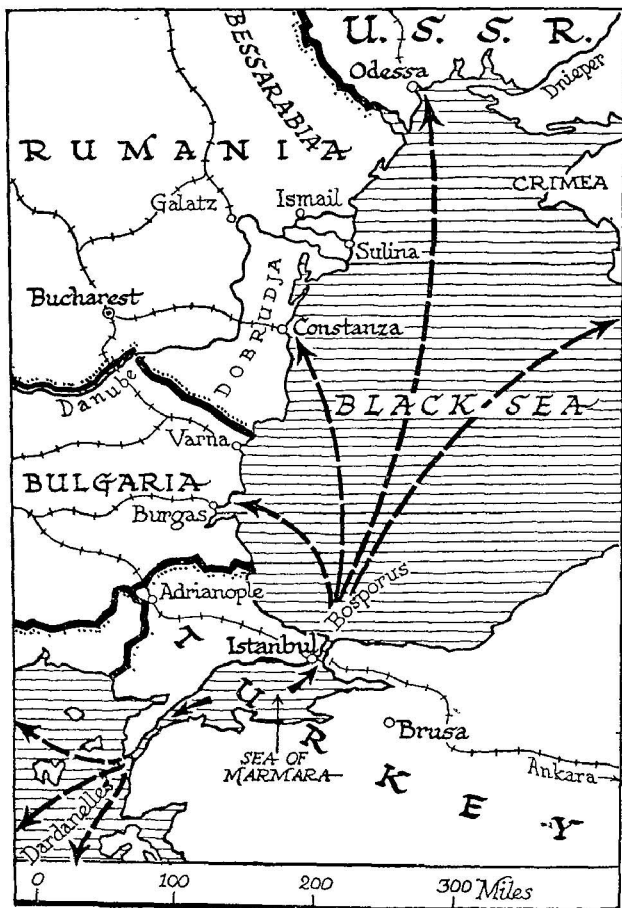 U. S. S. R.
BESSARABIA
Odessa
Dnieper
RUMANIA
CRIMEA
Galatz
Ismail
Sulina
Bucharest
DOBRUDJA
Constanza
Danube
BLACK SEA
Varna
BULGARIA
Burgas
Bosporus
Adrianople
Istanbul
TURKEY
Brusa
SEA OF
MARMARA
Ankara
Dardanelles
0 100 200 300 Miles